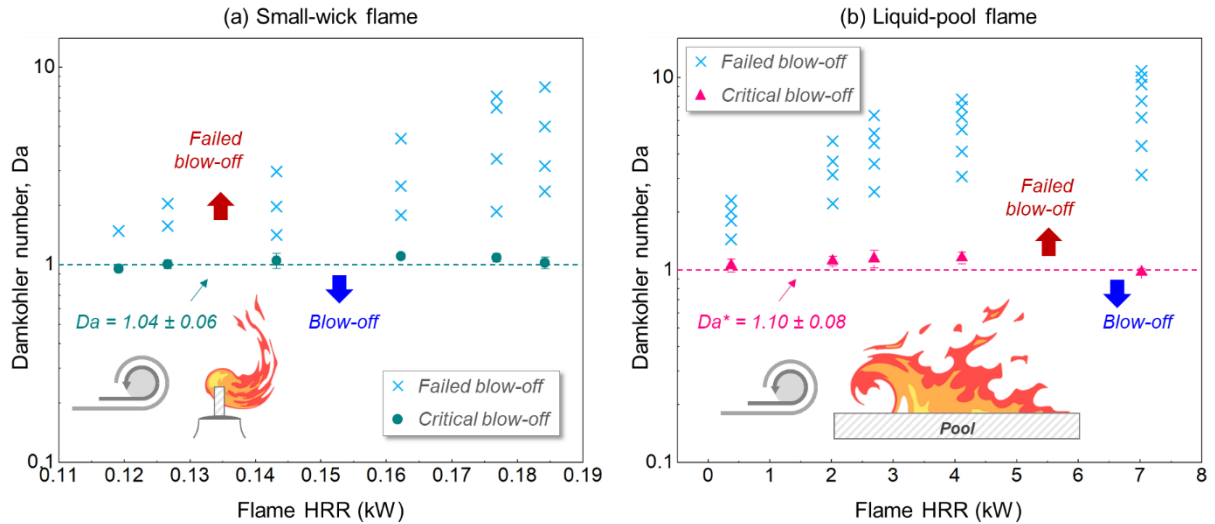 (a) Small-wick flame
10
1
0.1
Damkohler number, Da
Failed
blow-off
Da = 1.04 ± 0.06
Blow-off
Failed blow-off
Critical blow-off
0.11
0.12
0.13
0.14
0.15
0.16
0.17
0.18
0.19
Flame HRR (kW)
(b) Liquid-pool flame
Failed blow-off
Critical blow-off
10
1
0.1
Damkohler number, Da
Failed
blow-off
Da* = 1.10 ± 0.08
Blow-off
Pool
0
1
2
3
4
5
6
7
8
Flame HRR (kW)